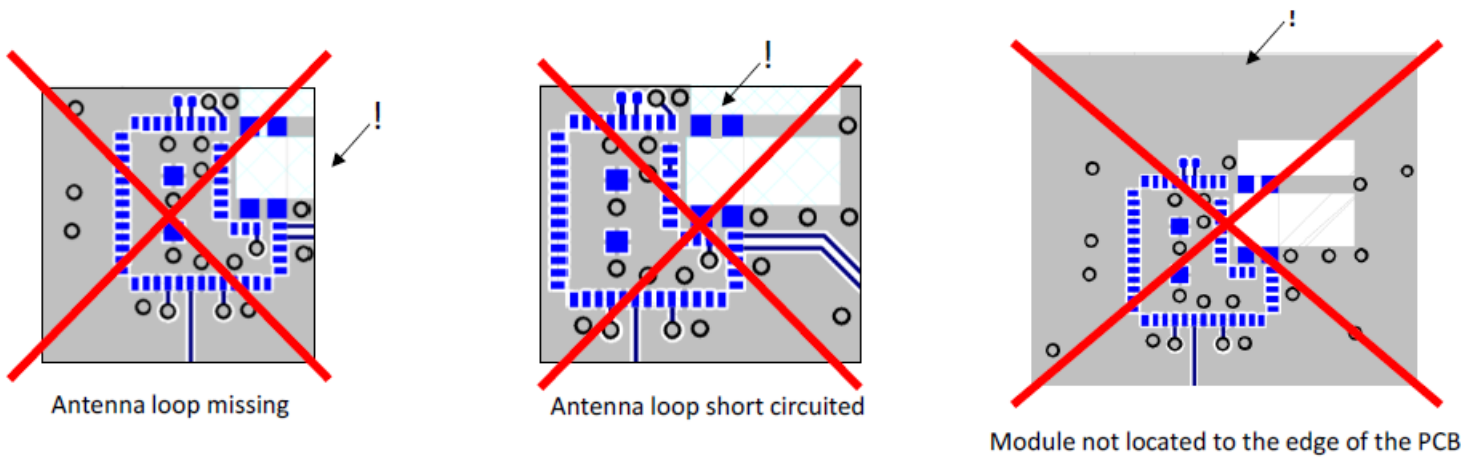 !
!
!
Antenna loop missing
Antenna loop short circuited
Module not located to the edge of the PCB